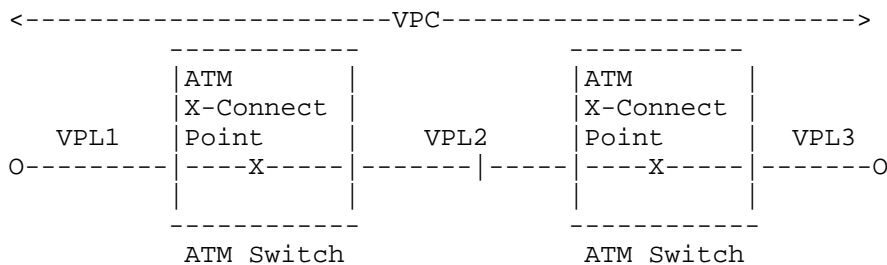 <-----------------------VPC-------------------------->
------------ -----------
|ATM | |ATM |
|X-Connect | |X-Connect |
VPL1 |Point | VPL2 |Point | VPL3
O---------|----X-----|-------|-----|----X-----|-------O
| | | |
----------- -----------
ATM Switch ATM Switch